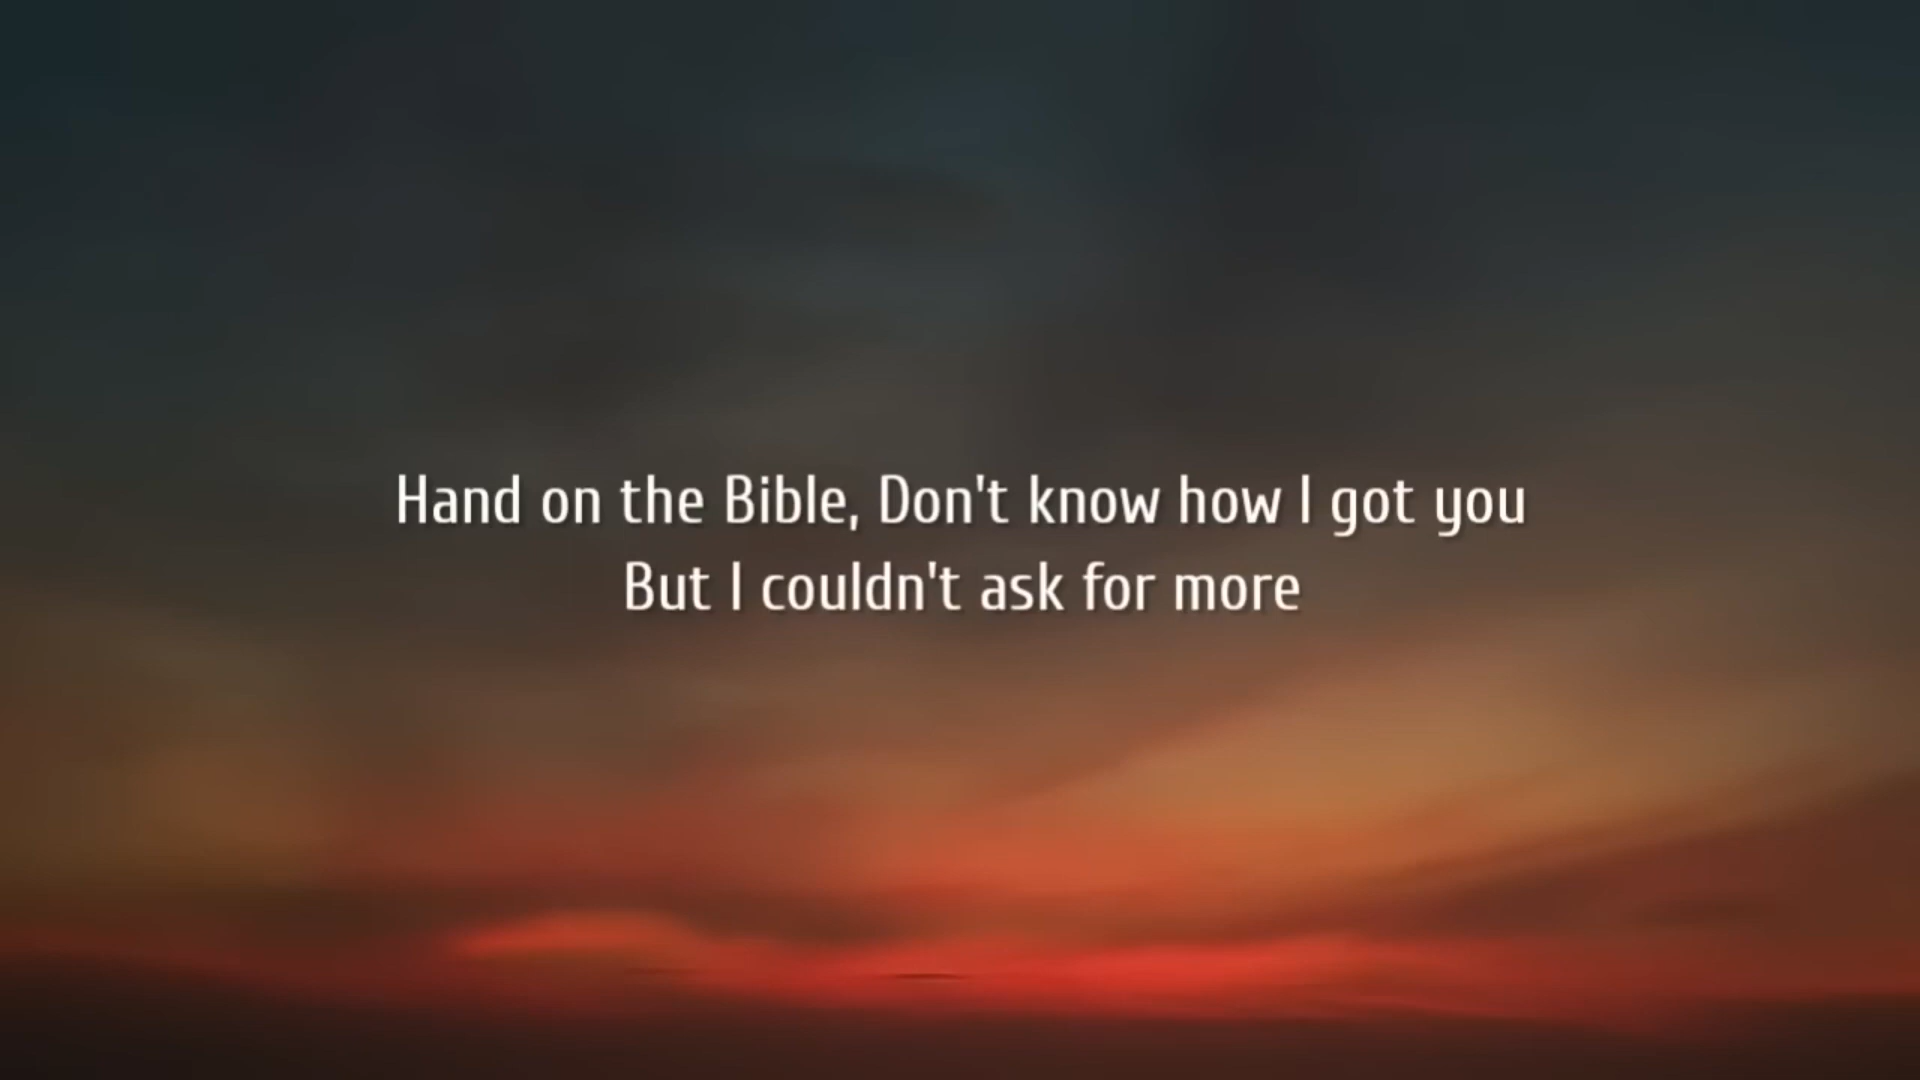 Hand on the Bible, Don't know how I got you
But I couldn't ask for more